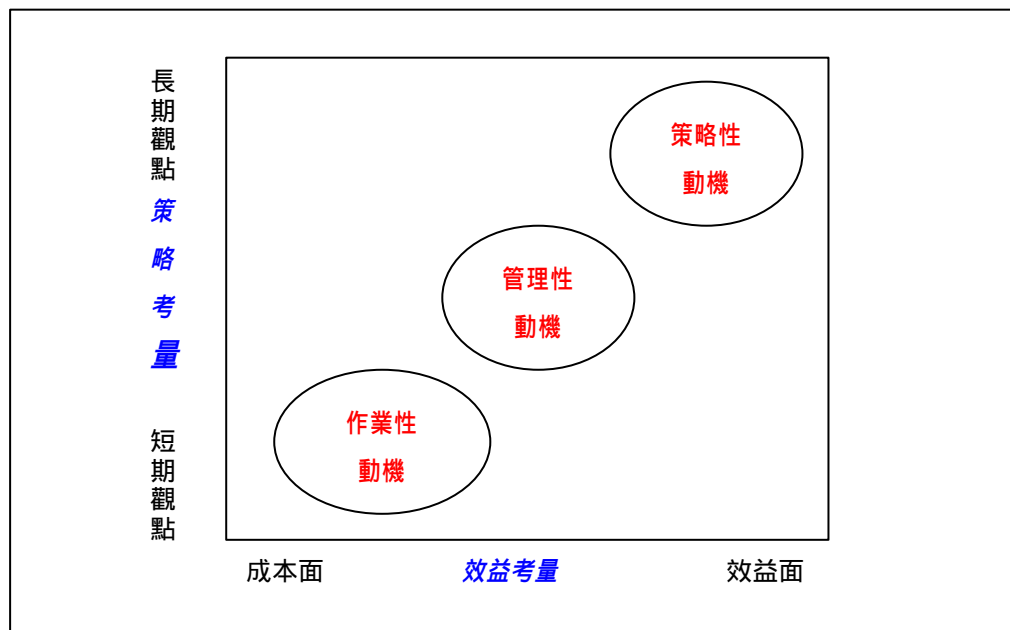 長期觀點
策略考量
短期觀點
策略性
動機
管理性
動機
作業性
動機
成本面
效益考量
效益面